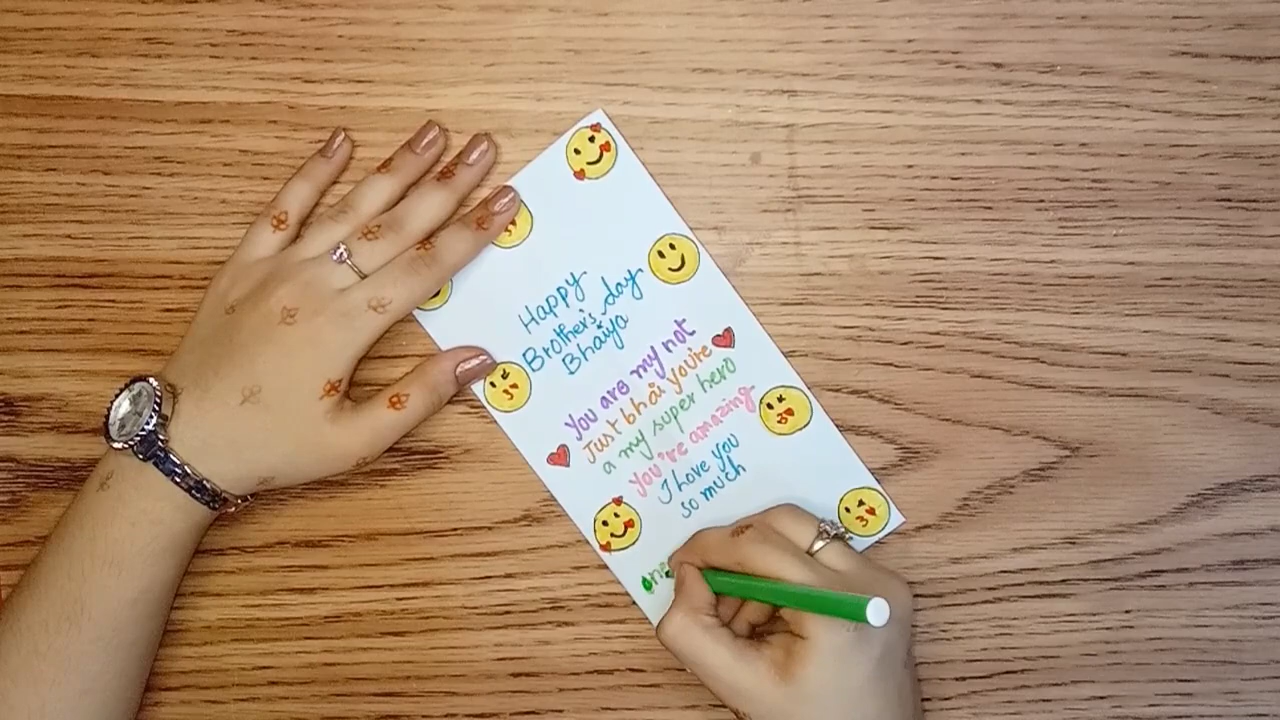 Happy
Brother's day
Bhaiya
You are my not
Just bhai you're
a my super hero
You're amazing
I love you
so much
one